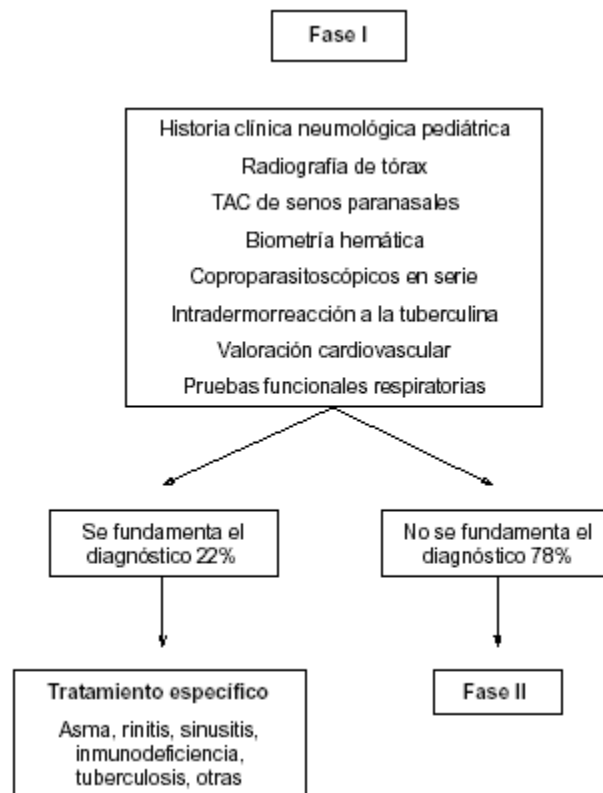 Fase I
Historia clínica neumológica pediátrica
Radiografía de tórax
TAC de senos paranasales
Biometría hemática
Coproparasitoscópicos en serie
Intradermorreacción a la tuberculina
Valoración cardiovascular
Pruebas funcionales respiratorias
Se fundamenta el
diagnóstico 22%
No se fundamenta el
diagnóstico 78%
Tratamiento específico
Asma, rinitis, sinusitis,
inmunodeficiencia,
tuberculosis, otras
Fase II